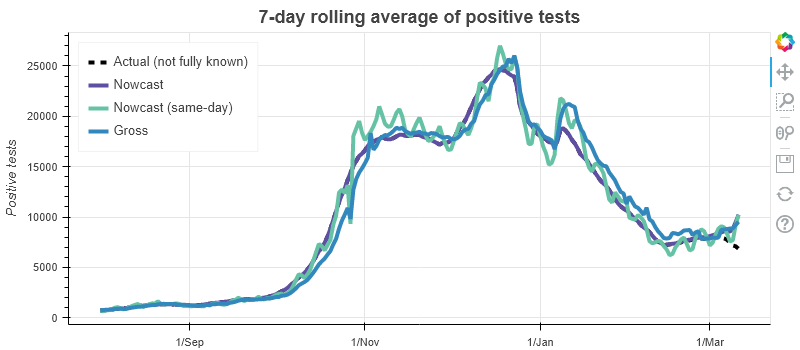 7-day rolling average of positive tests
Actual (not fully known)
Nowcast
Nowcast (same-day)
Gross
Positive tests
25000
20000
15000
10000
5000
0
1/Sep
1/Nov
1/Jan
1/Mar